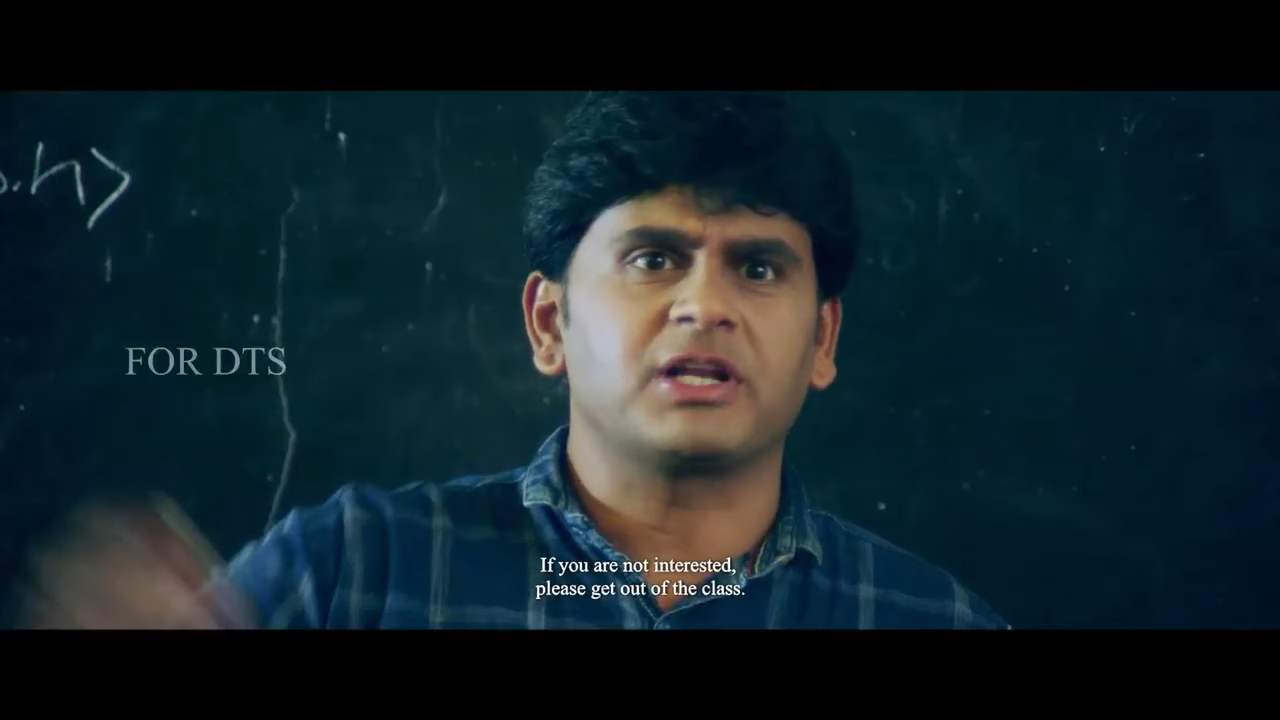 .h>
FOR DTS
If you are not interested,
please get out of the class.